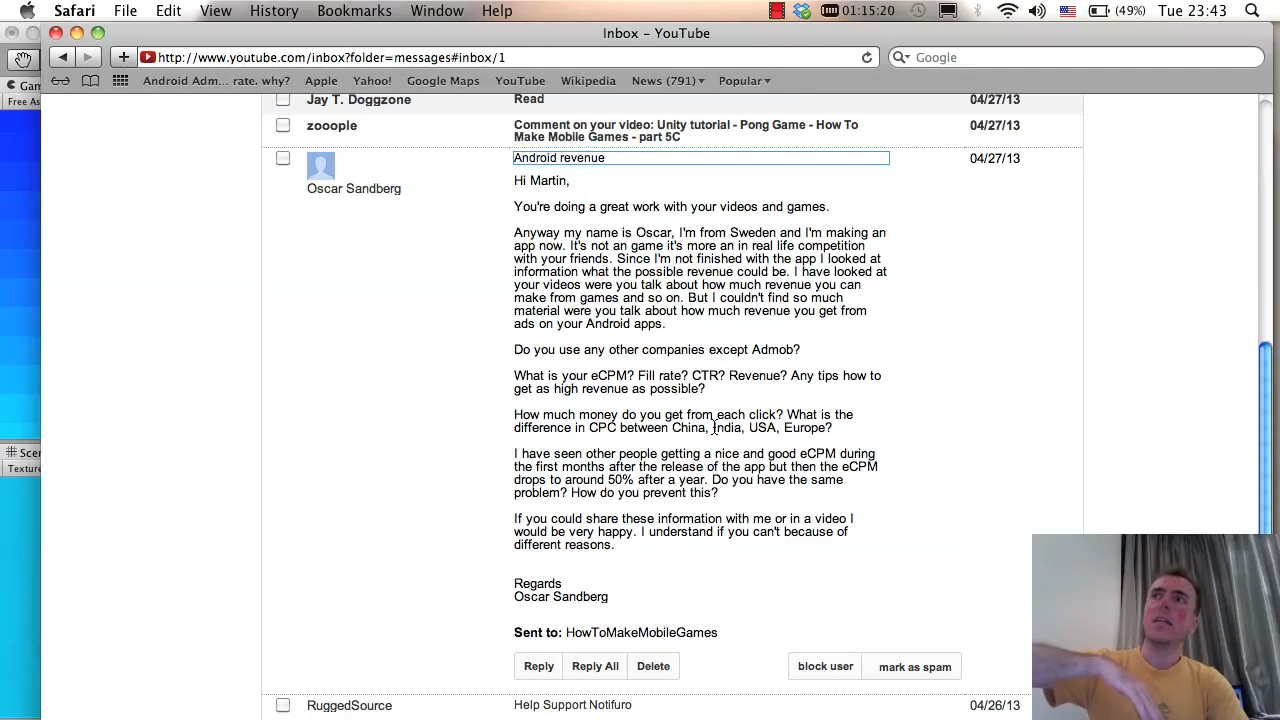 Safari File Edit View History Bookmarks Window Help 01:15:20 (49%) Tue 23:43
Inbox – YouTube
http://www.youtube.com/inbox?folder=messages#inbox/1 Google
Android Adm... rate. why? Apple Yahoo! Google Maps YouTube Wikipedia News (791) Popular
Free As
Jay T. Doggzone Read 04/27/13
zooople Comment on your video: Unity tutorial - Pong Game - How To 04/27/13
Make Mobile Games - part 5C
Android revenue 04/27/13
Oscar Sandberg
Hi Martin,
You're doing a great work with your videos and games.
Anyway my name is Oscar, I'm from Sweden and I'm making an
app now. It's not an game it's more an in real life competition
with your friends. Since I'm not finished with the app I looked at
information what the possible revenue could be. I have looked at
your videos were you talk about how much revenue you can
make from games and so on. But I couldn't find so much
material were you talk about how much revenue you get from
ads on your Android apps.
Do you use any other companies except Admob?
What is your eCPM? Fill rate? CTR? Revenue? Any tips how to
get as high revenue as possible?
How much money do you get from each click? What is the
difference in CPC between China, India, USA, Europe?
I have seen other people getting a nice and good eCPM during
the first months after the release of the app but then the eCPM
drops to around 50% after a year. Do you have the same
problem? How do you prevent this?
If you could share these information with me or in a video I
would be very happy. I understand if you can't because of
different reasons.
Regards
Oscar Sandberg
Sent to: HowToMakeMobileGames
Reply Reply All Delete block user mark as spam
RuggedSource Help Support Notifuro 04/26/13
Gam
Scen
Texture